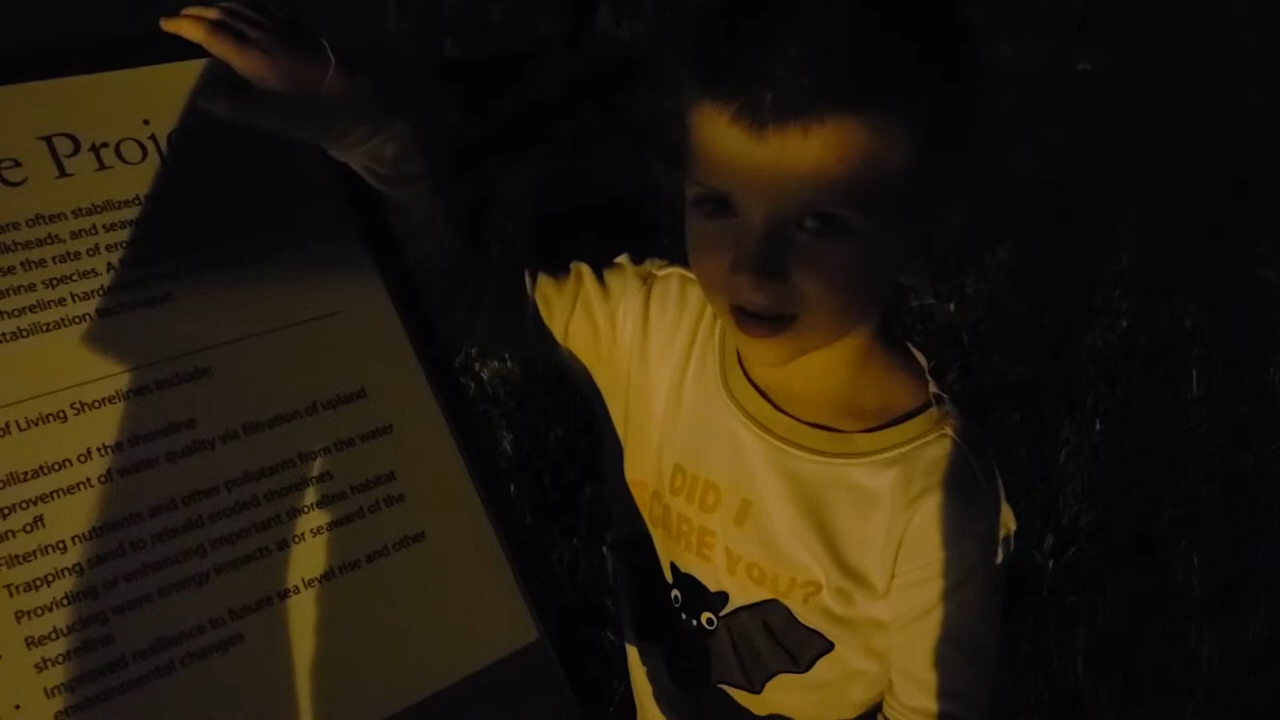 e Proj
are often stabilized
lkheads, and seaw
se the rate of ero
arine species. A
horeline hard
stabilization technique
of Living Shorelines Include:
bilization of the shoreline
provement of water quality via filtration of upland
un-off
Filtering nutrients and other pollutants from the water
Trapping sand to rebuild eroded shorelines
Providing or enhancing important shoreline habitat
Reducing wave energy impacts at or seaward of the
shoreline
Improved resilience to future sea level rise and other
environmental changes
DID I
SCARE YOU?